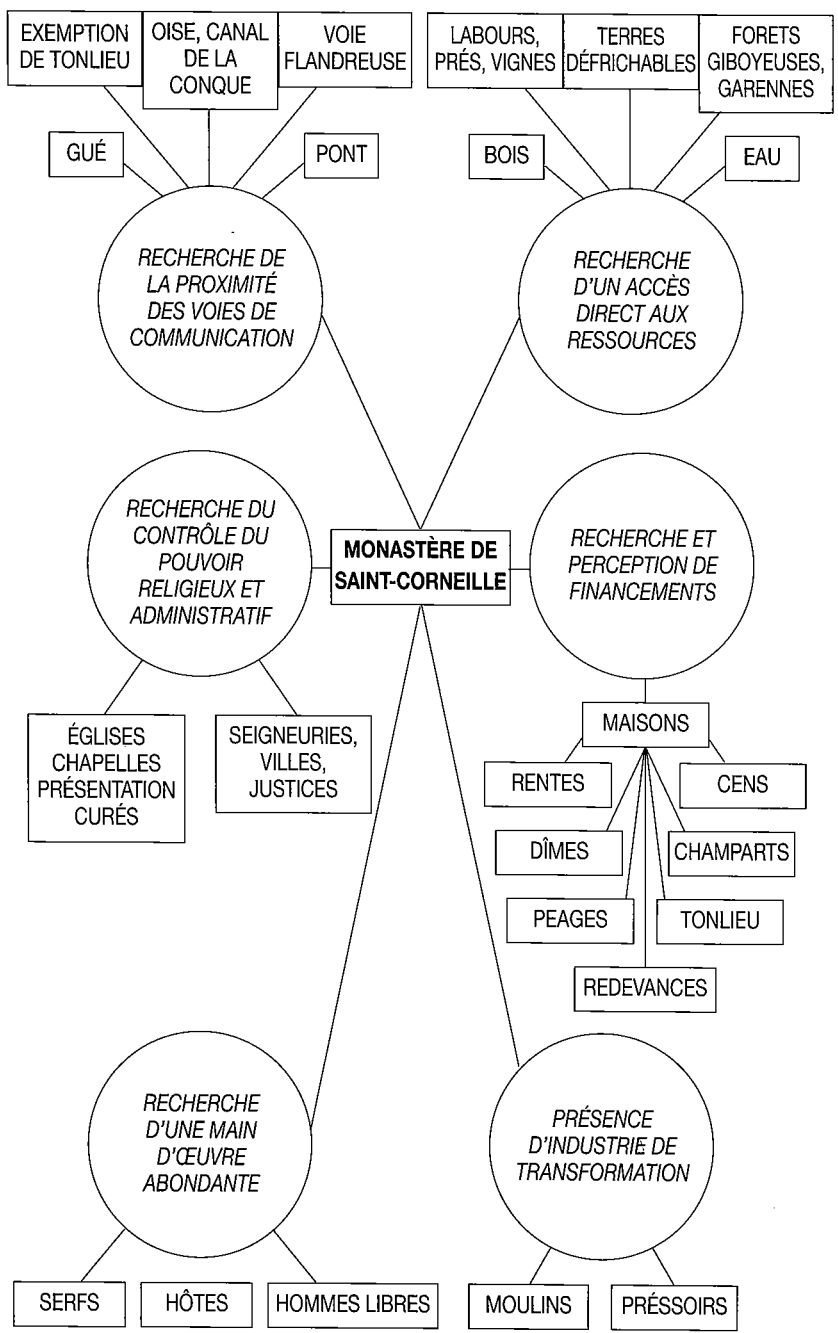 EXEMPTION
DE TONLIEU
OISE, CANAL
DE LA
CONQUE
VOIE
FLANDREUSE
GUÉ
PONT
RECHERCHE DE
LA PROXIMITÉ
DES VOIES DE
COMMUNICATION
LABOURS,
PRÉS, VIGNES
TERRES
DÉFRICHABLES
FORETS
GIBOYEUSES,
GARENNES
BOIS
EAU
RECHERCHE
D'UN ACCÈS
DIRECT AUX
RESSOURCES
RECHERCHE DU
CONTRÔLE DU
POUVOIR
RELIGIEUX ET
ADMINISTRATIF
MONASTÈRE DE
SAINT-CORNEILLE
RECHERCHE ET
PERCEPTION DE
FINANCEMENTS
ÉGLISES
CHAPELLES
PRÉSENTATION
CURÉS
SEIGNEURIES,
VILLES,
JUSTICES
MAISONS
RENTES
CENS
DÎMES
CHAMPARTS
PEAGES
TONLIEU
REDEVANCES
RECHERCHE
D'UNE MAIN
D'ŒUVRE
ABONDANTE
PRÉSENCE
D'INDUSTRIE DE
TRANSFORMATION
SERFS
HÔTES
HOMMES LIBRES
MOULINS
PRÉSSOIRS